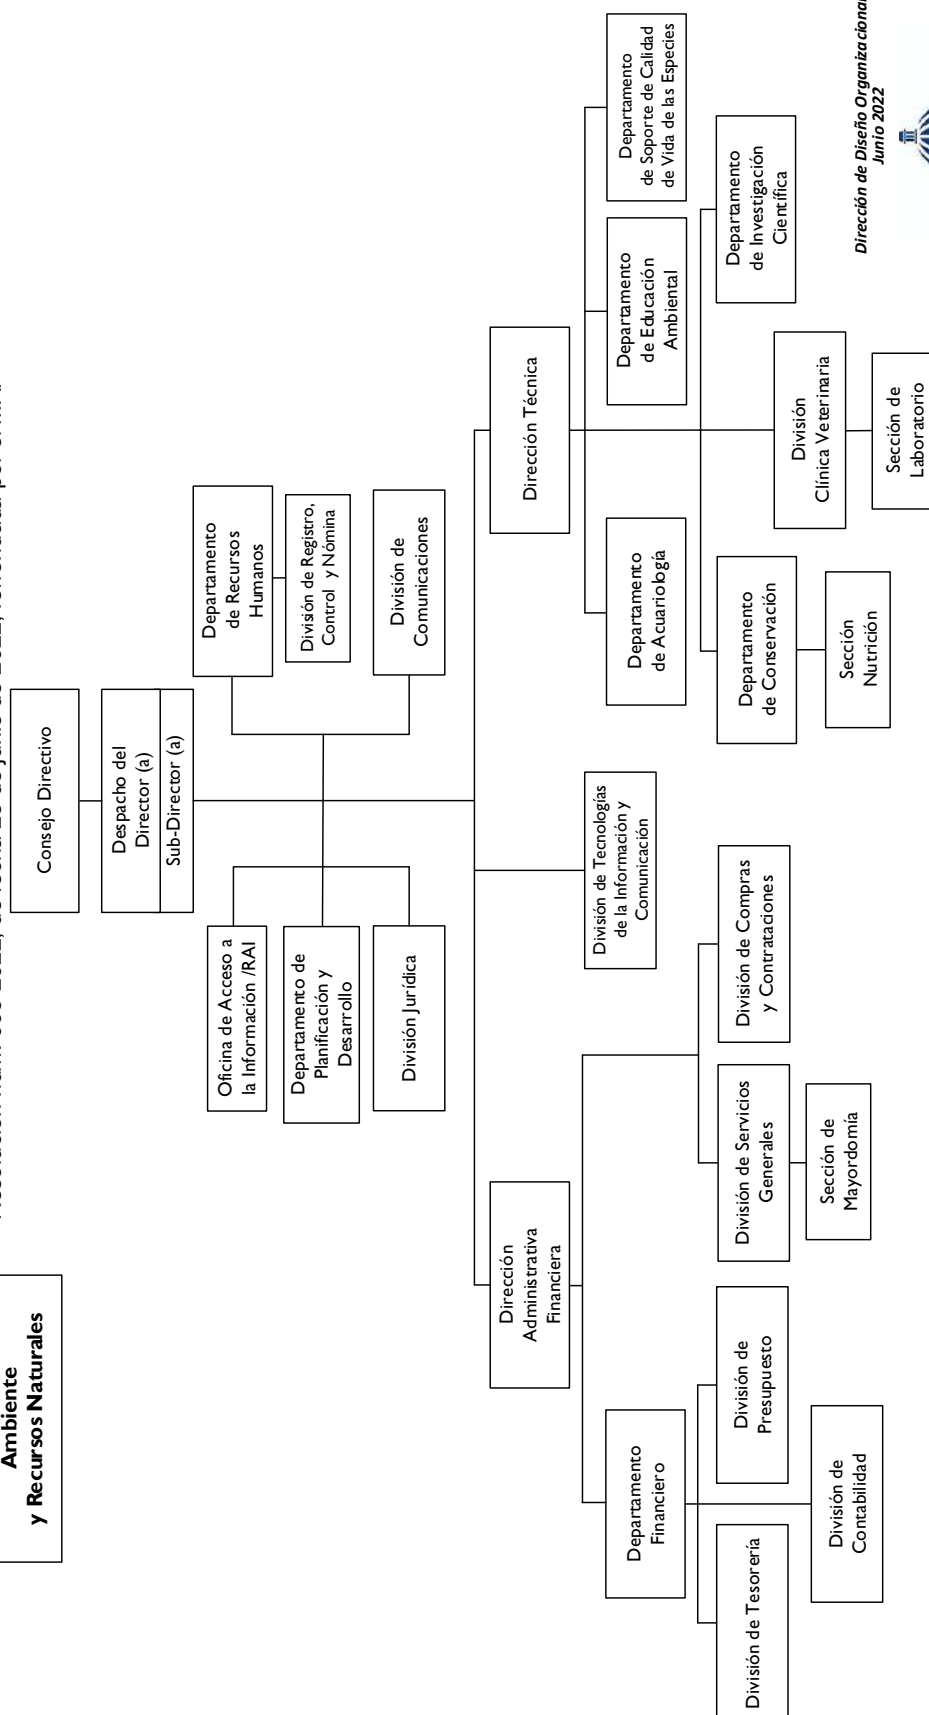 Ambiente
y Recursos Naturales
Consejo Directivo
Despacho del
Director (a)
Sub-Director (a)
Oficina de Acceso a
la Información /RAI
Departamento de
Planificación y
Desarrollo
División Jurídica
Departamento
de Recursos
Humanos
División de Registro,
Control y Nómina
División de
Comunicaciones
Dirección
Administrativa
Financiera
División de Tecnologías
de la Información y
Comunicación
Dirección Técnica
Departamento
Financiero
División de Tesorería
División de
Presupuesto
División de
Contabilidad
División de Servicios
Generales
Sección de
Mayordomía
División de Compras
y Contrataciones
Departamento
de Acuariología
Departamento
de Educación
Ambiental
Departamento
de Soporte de Calidad
de Vida de las Especies
Departamento
de Conservación
Sección
Nutrición
División
Clínica Veterinaria
Sección de
Laboratorio
Departamento
de Investigación
Científica
Dirección de Diseño Organizacional
Junio 2022